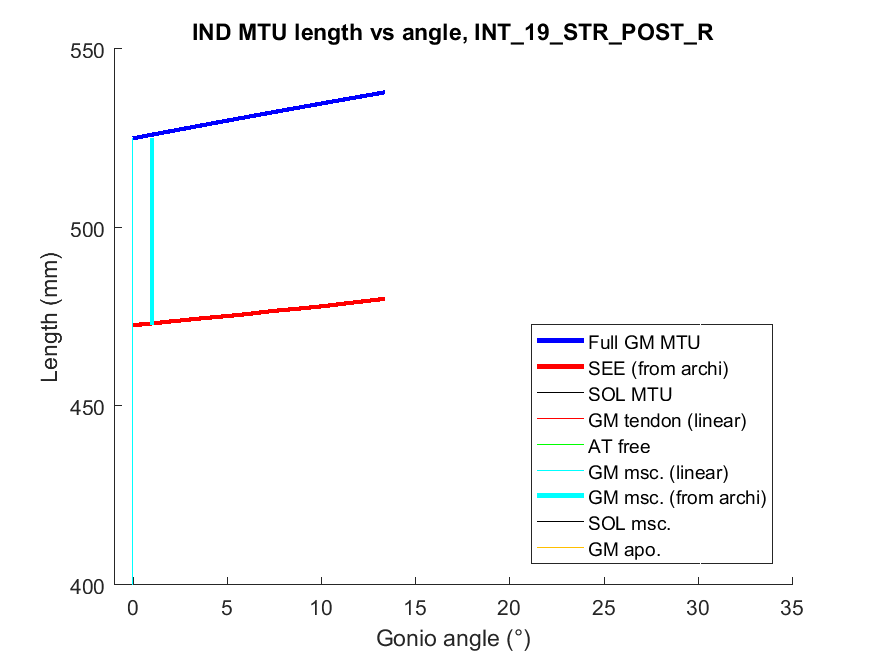 IND MTU length vs angle, INT_19_STR_POST_R
550
500
450
400
Length (mm)
0 5 10 15 20 25 30 35
Gonio angle (°)
Full GM MTU
SEE (from archi)
SOL MTU
GM tendon (linear)
AT free
GM msc. (linear)
GM msc. (from archi)
SOL msc.
GM apo.